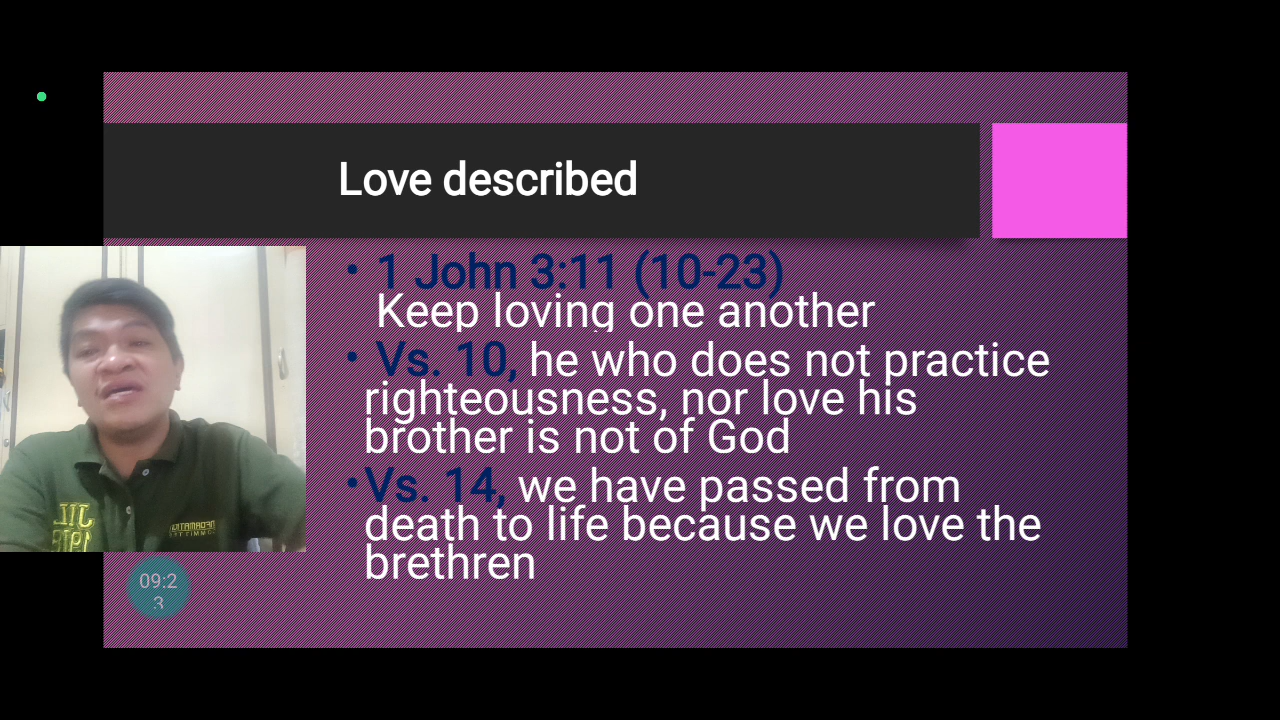 Love described
• 1 John 3:11 (10-23)
Keep loving one another
• Vs. 10, he who does not practice
righteousness, nor love his
brother is not of God
•Vs. 14, we have passed from
death to life because we love the
brethren
09:2
3